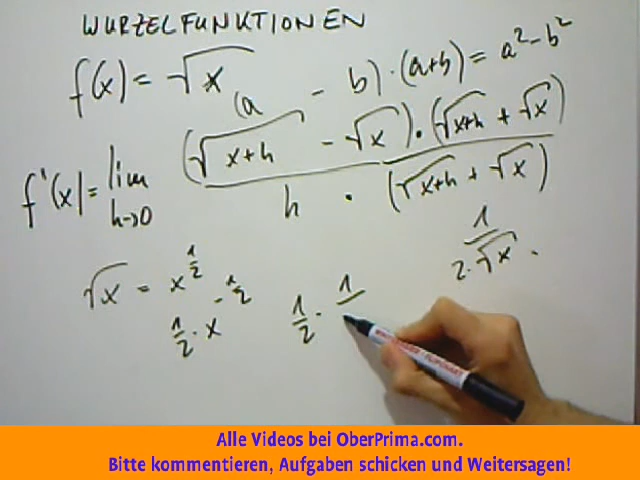 WURZELFUNKTIONEN
f(x) = √x
(a - b) · (a+b) = a² - b²
f'(x) = lim h→0 (√x+h - √x) · (√x+h + √x) / h · (√x+h + √x)
√x = x^1/2
1/2 · x^-1/2
1/2 · 1/
1/2·√x .
Alle Videos bei OberPrima.com.
Bitte kommentieren, Aufgaben schicken und Weitersagen!